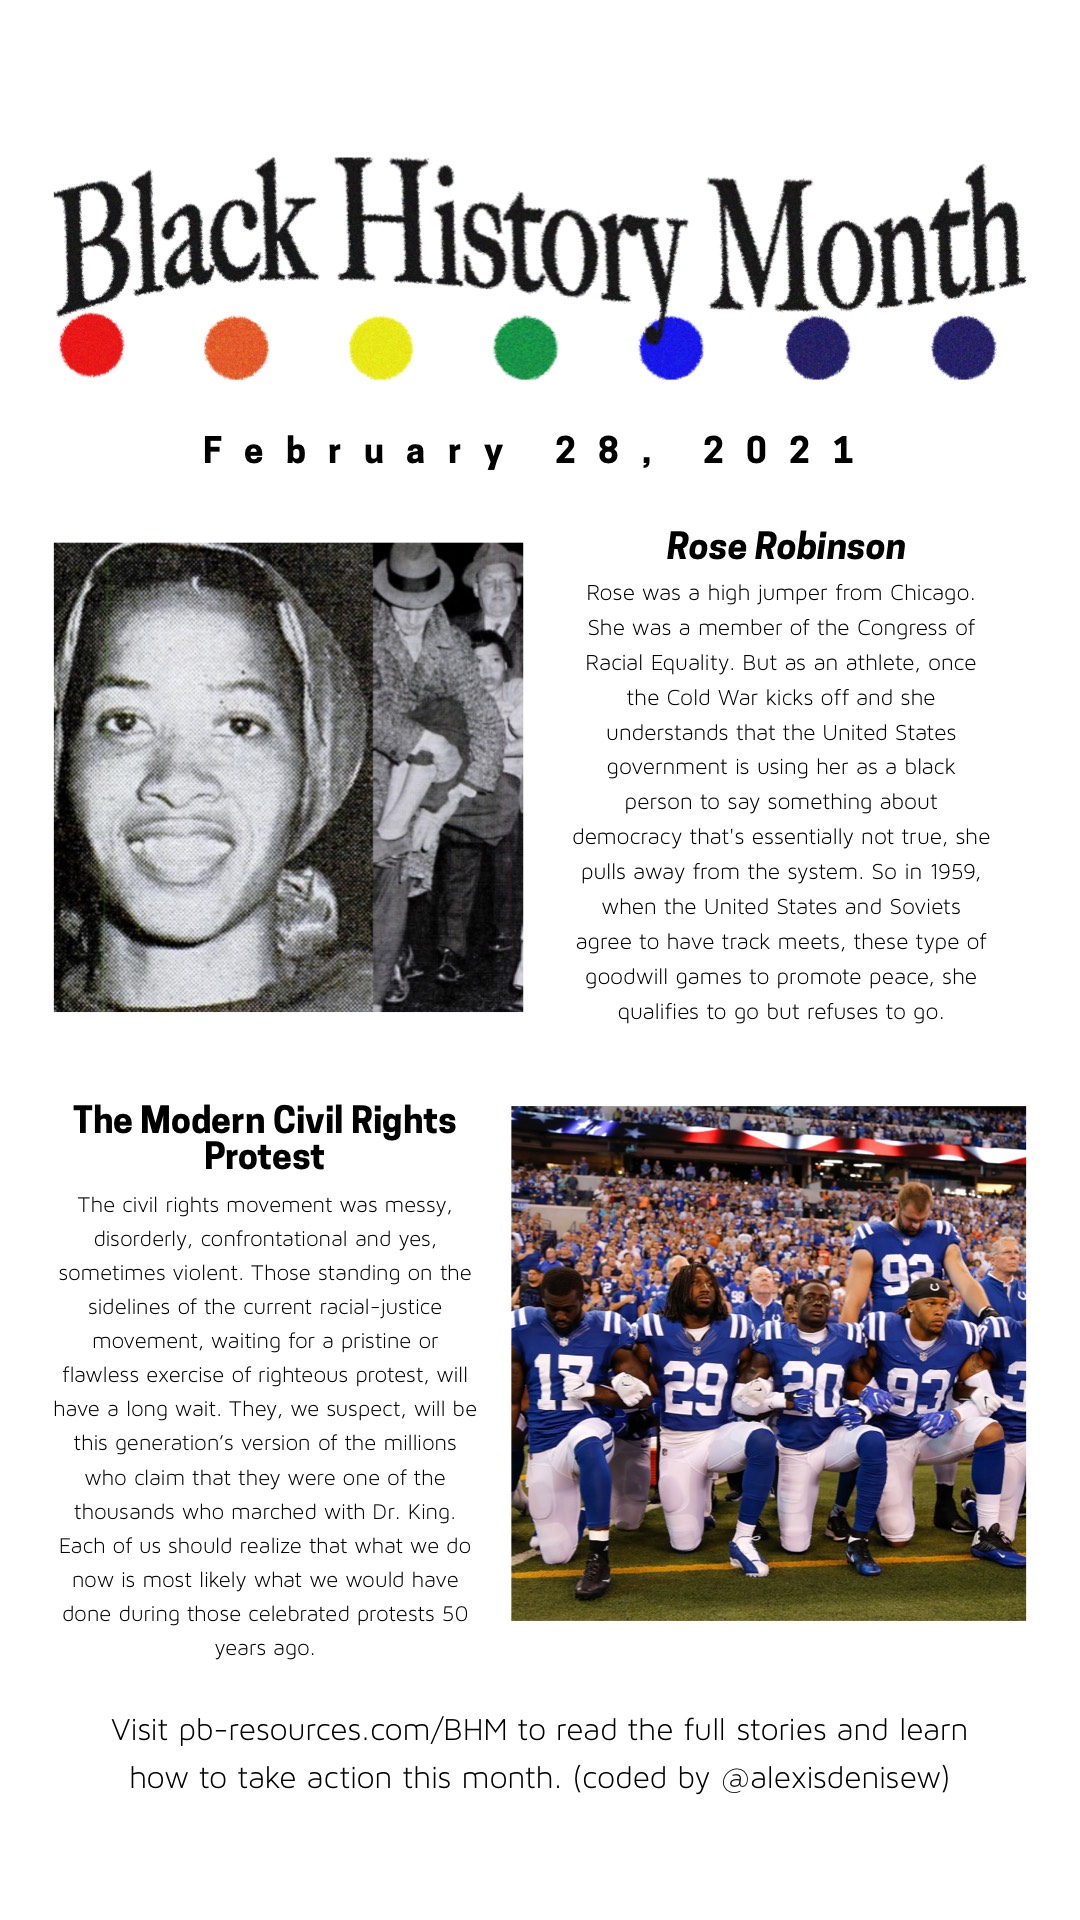 Black History Month
February 28, 2021
Rose Robinson
Rose was a high jumper from Chicago.
She was a member of the Congress of
Racial Equality. But as an athlete, once
the Cold War kicks off and she
understands that the United States
government is using her as a black
person to say something about
democracy that's essentially not true, she
pulls away from the system. So in 1959,
when the United States and Soviets
agree to have track meets, these type of
goodwill games to promote peace, she
qualifies to go but refuses to go.
The Modern Civil Rights
Protest
The civil rights movement was messy,
disorderly, confrontational and yes,
sometimes violent. Those standing on the
sidelines of the current racial-justice
movement, waiting for a pristine or
flawless exercise of righteous protest, will
have a long wait. They, we suspect, will be
this generation’s version of the millions
who claim that they were one of the
thousands who marched with Dr. King.
Each of us should realize that what we do
now is most likely what we would have
done during those celebrated protests 50
years ago.
92
98
17
29
20
93
3
Visit pb-resources.com/BHM to read the full stories and learn
how to take action this month. (coded by @alexisdenisew)